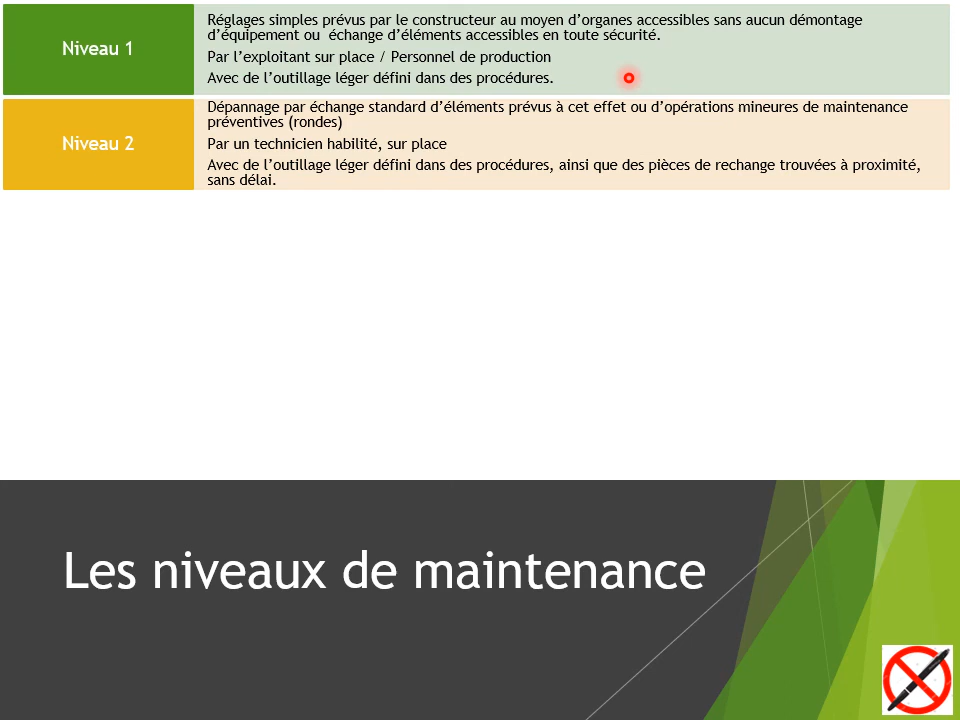 Niveau 1
Réglages simples prévus par le constructeur au moyen d’organes accessibles sans aucun démontage
d’équipement ou  échange d’éléments accessibles en toute sécurité.
Par l’exploitant sur place / Personnel de production
Avec de l’outillage léger défini dans des procédures.
Niveau 2
Dépannage par échange standard d’éléments prévus à cet effet ou d’opérations mineures de maintenance
préventives (rondes)
Par un technicien habilité, sur place
Avec de l’outillage léger défini dans des procédures, ainsi que des pièces de rechange trouvées à proximité,
sans délai.
Les niveaux de maintenance